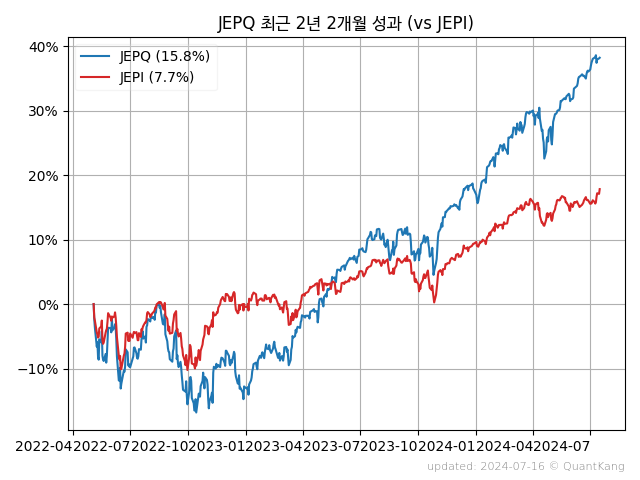 JEPQ 최근 2년 2개월 성과 (vs JEPI)
JEPQ (15.8%)
JEPI (7.7%)
40%
30%
20%
10%
0%
−10%
2022-04 2022-07 2022-10 2023-01 2023-04 2023-07 2023-10 2024-01 2024-04 2024-07
updated: 2024-07-16 © QuantKang